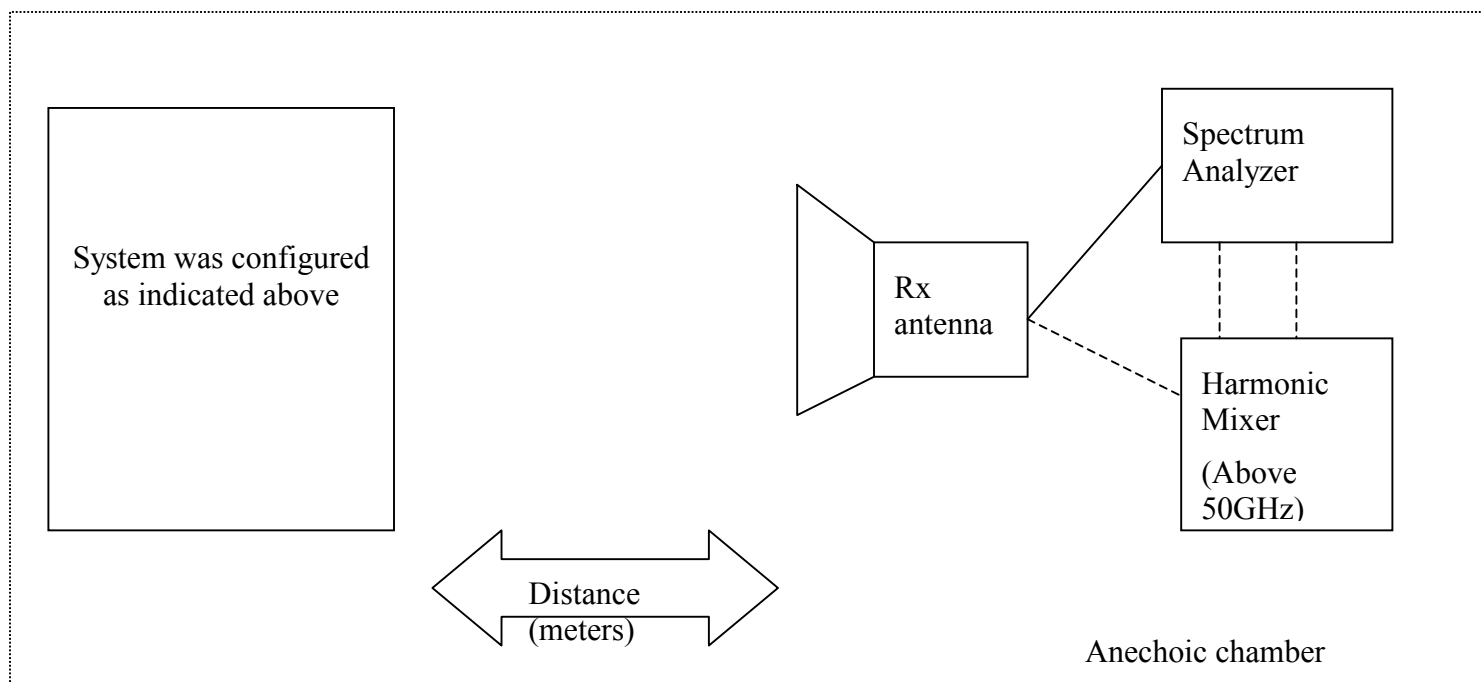 System was configured
as indicated above
Rx
antenna
Spectrum
Analyzer
Harmonic
Mixer
(Above
50GHz)
Distance
(meters)
Anechoic chamber